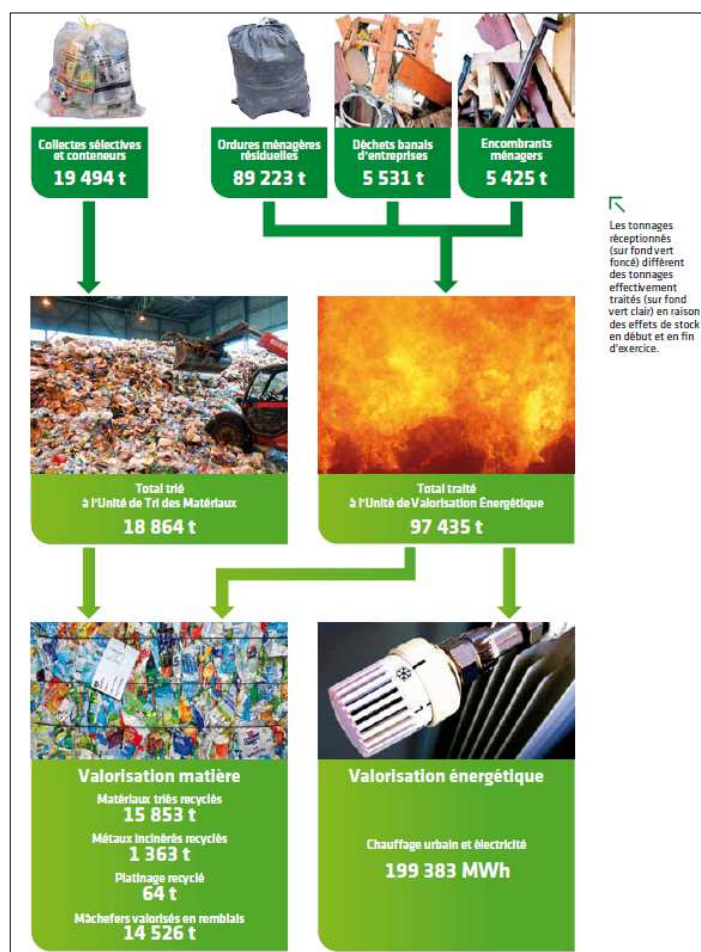 Collectes sélectives
et conteneurs
19 494 t
Ordures ménagères
résiduelles
89 223 t
Déchets banals
d'entreprises
5 531 t
Encombrants
ménagers
5 425 t
Les tonnages
réceptionnés
(sur fond vert
foncé) diffèrent
des tonnages
effectivement
traités (sur fond
vert clair) en raison
des effets de stock
en début et en fin
d'exercice.
Total trié
à l'Unité de Tri des Matériaux
18 864 t
Total traité
à l'Unité de Valorisation Énergétique
97 435 t
Valorisation matière
Matériaux triés recyclés
15 853 t
Métaux incinérés recyclés
1 363 t
Platinage recyclé
64 t
Mâchefers valorisés en remblais
14 526 t
Valorisation énergétique
Chauffage urbain et électricité
199 383 MWh